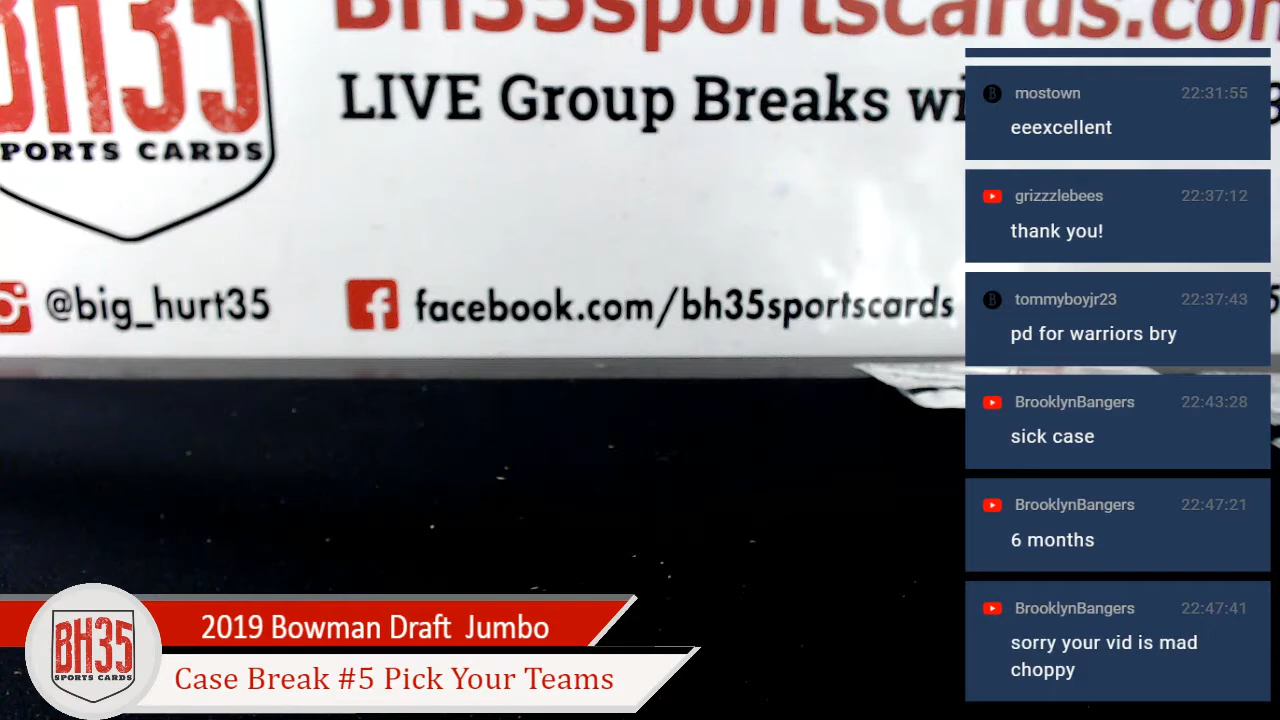 BH35
PORTS CARDS
BH35sportscards.com
LIVE Group Breaks
@big_hurt35
facebook.com/bh35sportscards
mostown 22:31:55
eeexcellent
grizzzlebees 22:37:12
thank you!
tommyboyjr23 22:37:43
pd for warriors bry
BrooklynBangers 22:43:28
sick case
BrooklynBangers 22:47:21
6 months
BrooklynBangers 22:47:41
sorry your vid is mad
choppy
BH35
SPORTS CARDS
2019 Bowman Draft Jumbo
Case Break #5 Pick Your Teams